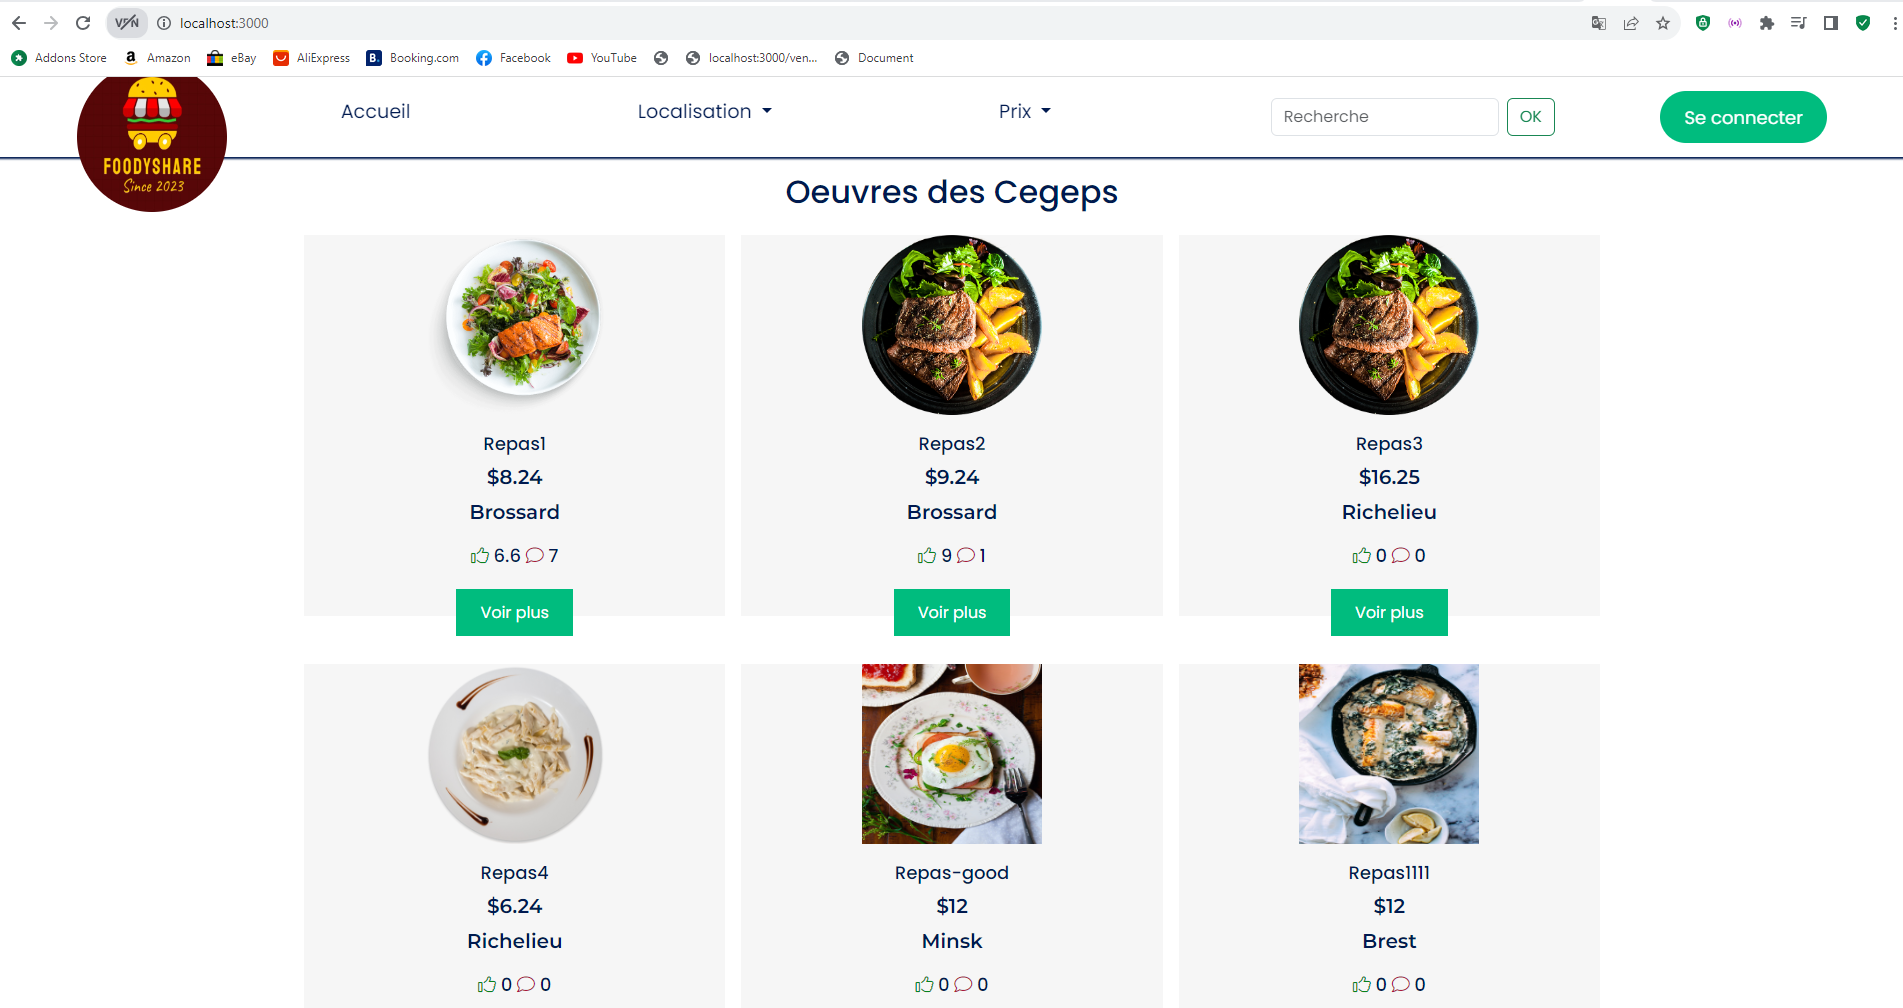 VPN localhost:3000
Addons Store Amazon eBay AliExpress B. Booking.com Facebook YouTube localhost:3000/ven... Document
Accueil Localisation Prix Recherche OK Se connecter
FOODYSHARE
Since 2023
Oeuvres des Cegeps
Repas1 Repas2 Repas3
$8.24 $9.24 $16.25
Brossard Brossard Richelieu
6.6 7 9 1 0 0
Voir plus Voir plus Voir plus
Repas4 Repas-good Repas1111
$6.24 $12 $12
Richelieu Minsk Brest
0 0 0 0 0 0